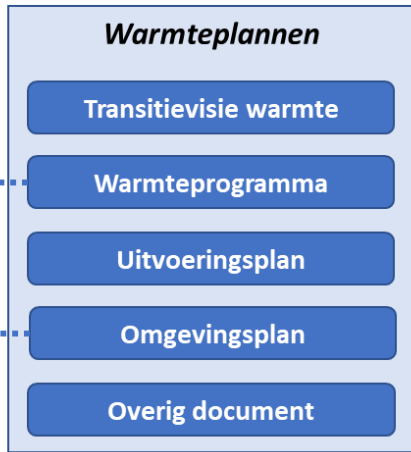 Warmteplannen
Transitievisie warmte
Warmteprogramma
Uitvoeringsplan
Omgevingsplan
Overig document